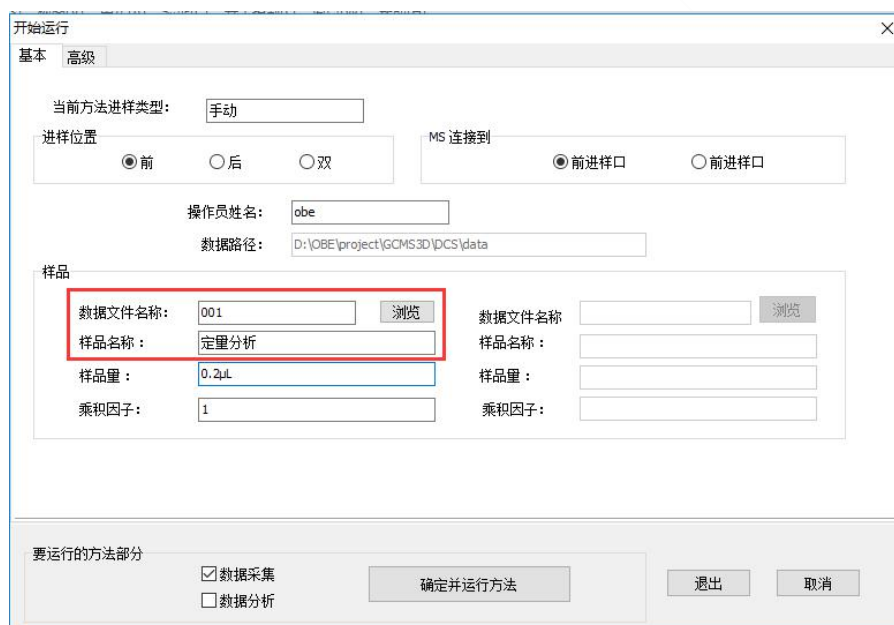 开始运行
基本 高级
当前方法进样类型: 手动
进样位置 MS 连接到
前 后 双 前进样口 前进样口
操作员姓名: obe
数据路径: D:\OBE\project\GCMS3D\DCS\data
样品
数据文件名称: 001 浏览 数据文件名称 浏览
样品名称: 定量分析 样品名称:
样品量: 0.2μL 样品量:
乘积因子: 1 乘积因子:
要运行的方法部分
数据采集 确定并运行方法 退出 取消
数据分析